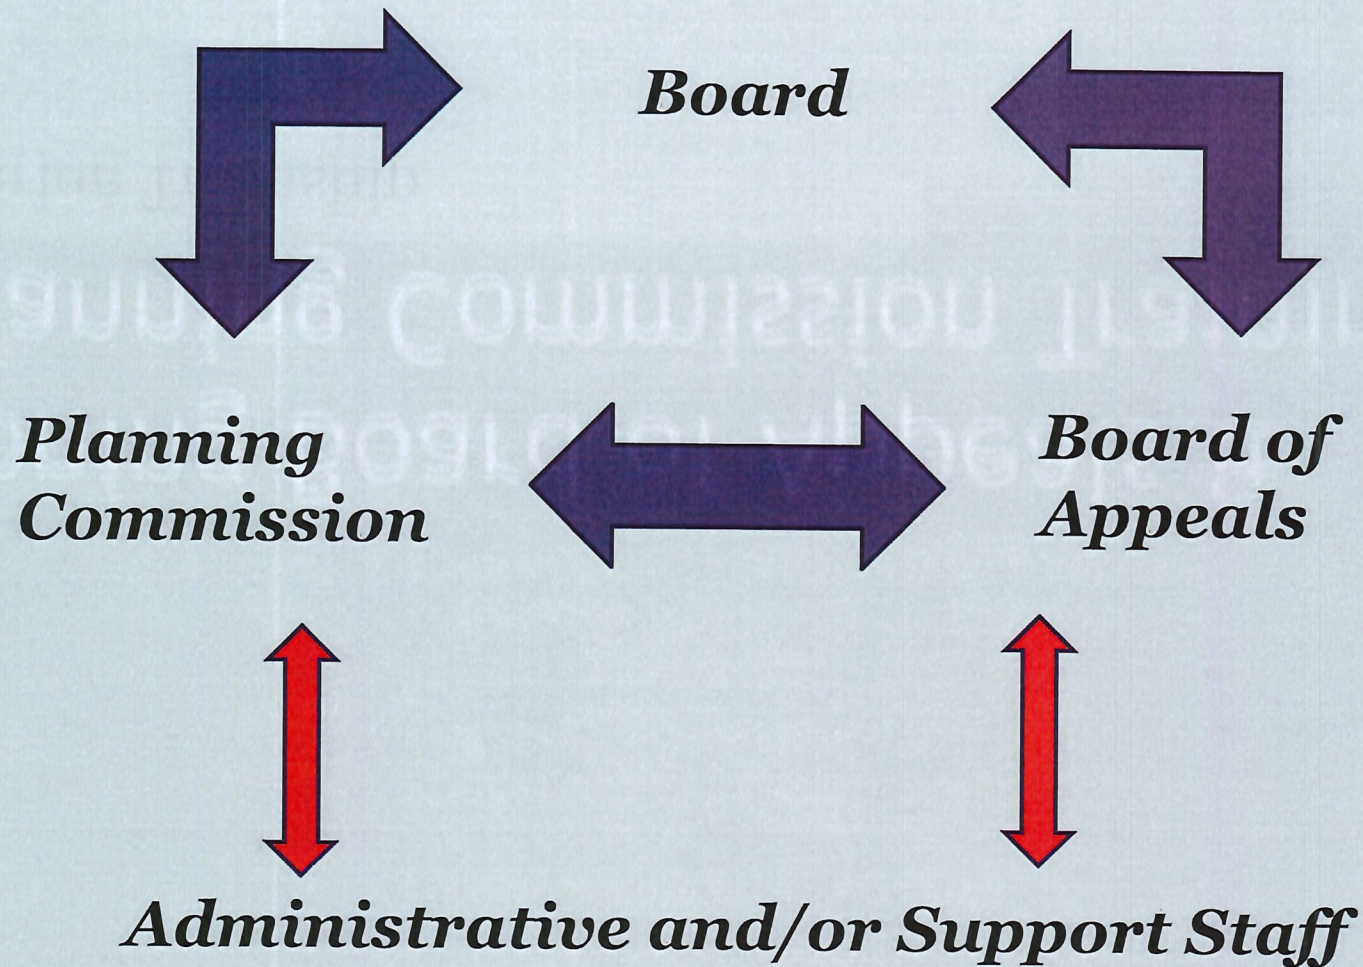 Board
Planning
Commission
Board of
Appeals
Administrative and/or Support Staff